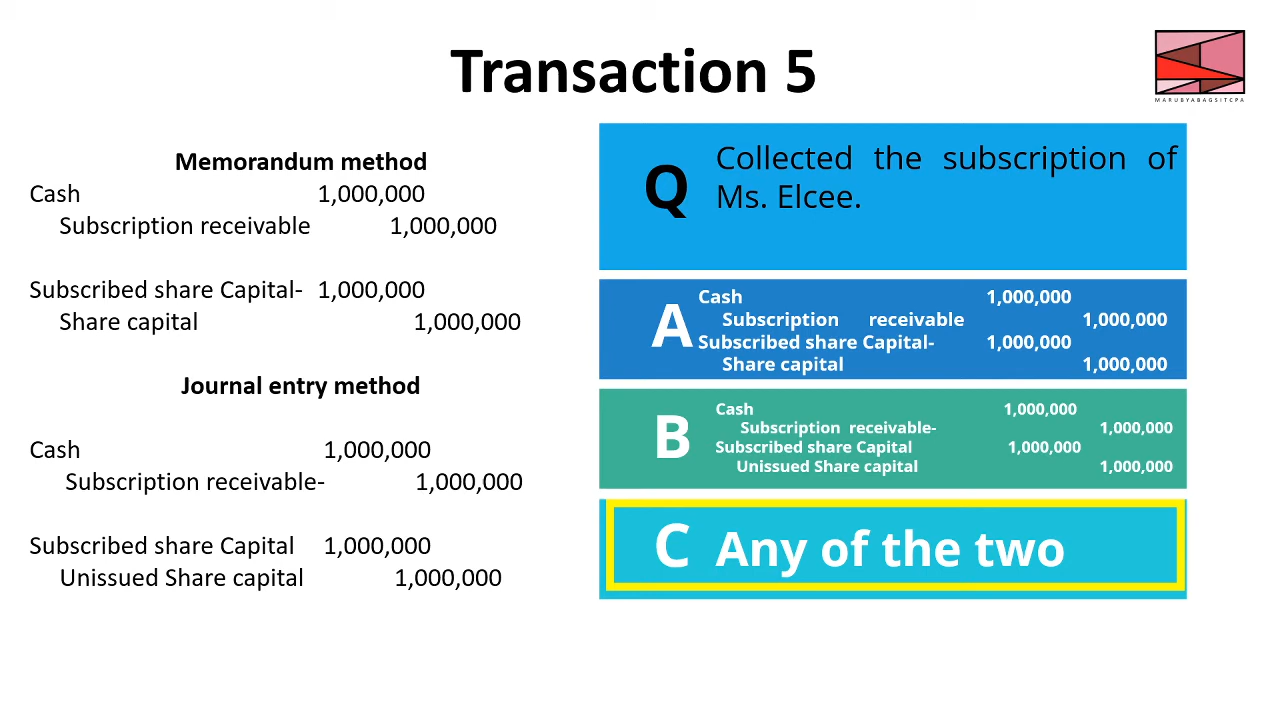 Transaction 5
MARUBYABAGSITCPA
Memorandum method
Cash 1,000,000
Subscription receivable 1,000,000
Subscribed share Capital- 1,000,000
Share capital 1,000,000
Journal entry method
Cash 1,000,000
Subscription receivable- 1,000,000
Subscribed share Capital 1,000,000
Unissued Share capital 1,000,000
Q Collected the subscription of
Ms. Elcee.
A
Cash 1,000,000
Subscription receivable 1,000,000
Subscribed share Capital- 1,000,000
Share capital 1,000,000
B
Cash 1,000,000
Subscription receivable- 1,000,000
Subscribed share Capital 1,000,000
Unissued Share capital 1,000,000
C Any of the two